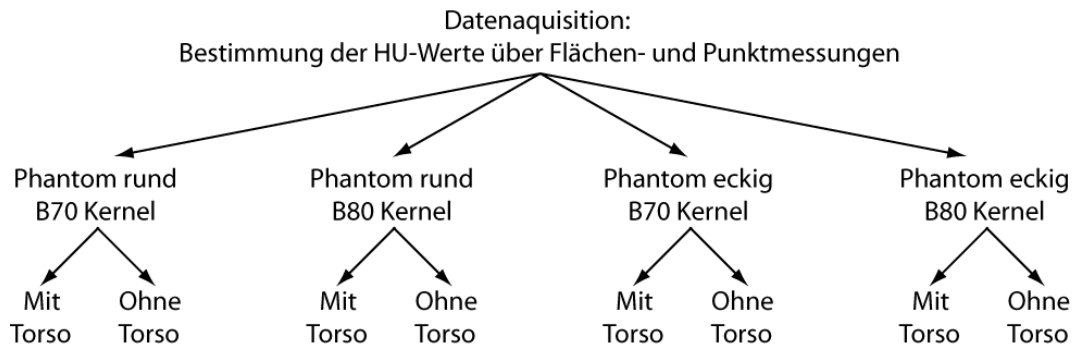 Datenaquisition:
Bestimmung der HU-Werte über Flächen- und Punktmessungen
Phantom rund
B70 Kernel
Phantom rund
B80 Kernel
Phantom eckig
B70 Kernel
Phantom eckig
B80 Kernel
Mit
Torso
Ohne
Torso
Mit
Torso
Ohne
Torso
Mit
Torso
Ohne
Torso
Mit
Torso
Ohne
Torso